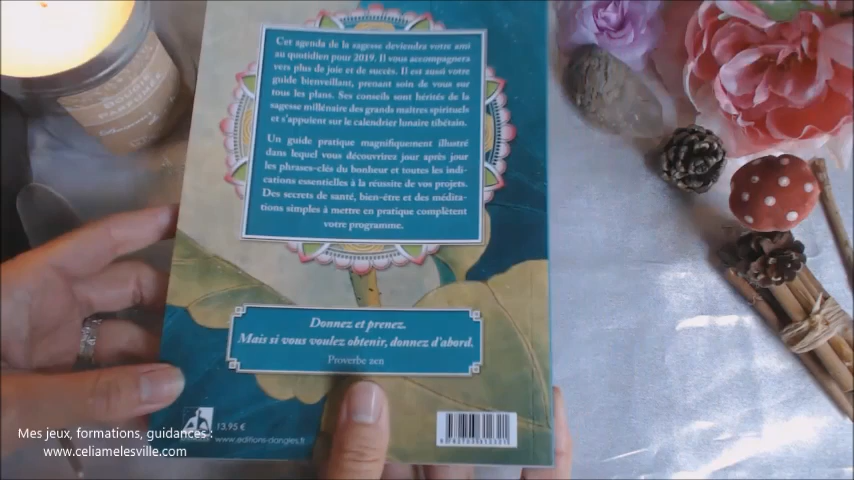 BOUGIE
PARFUMÉE
Cet agenda de la sagesse deviendra votre ami
au quotidien pour 2019. Il vous accompagnera
vers plus de joie et de succès. Il est aussi votre
guide bienveillant, prenant soin de vous sur
tous les plans. Ses conseils sont hérités de la
sagesse millénaire des grands maîtres spirituels
et s'appuient sur le calendrier lunaire tibétain.
Un guide pratique magnifiquement illustré
dans lequel vous découvrirez jour après jour
les phrases-clés du bonheur et toutes les indi-
cations essentielles à la réussite de vos projets.
Des secrets de santé, bien-être et des médita-
tions simples à mettre en pratique complètent
votre programme.
Donnez et prenez.
Mais si vous voulez obtenir, donnez d'abord.
Proverbe zen
13,95 €
www.editions-dangles.fr
Mes jeux, formations, guidances :
www.celiamelesville.com